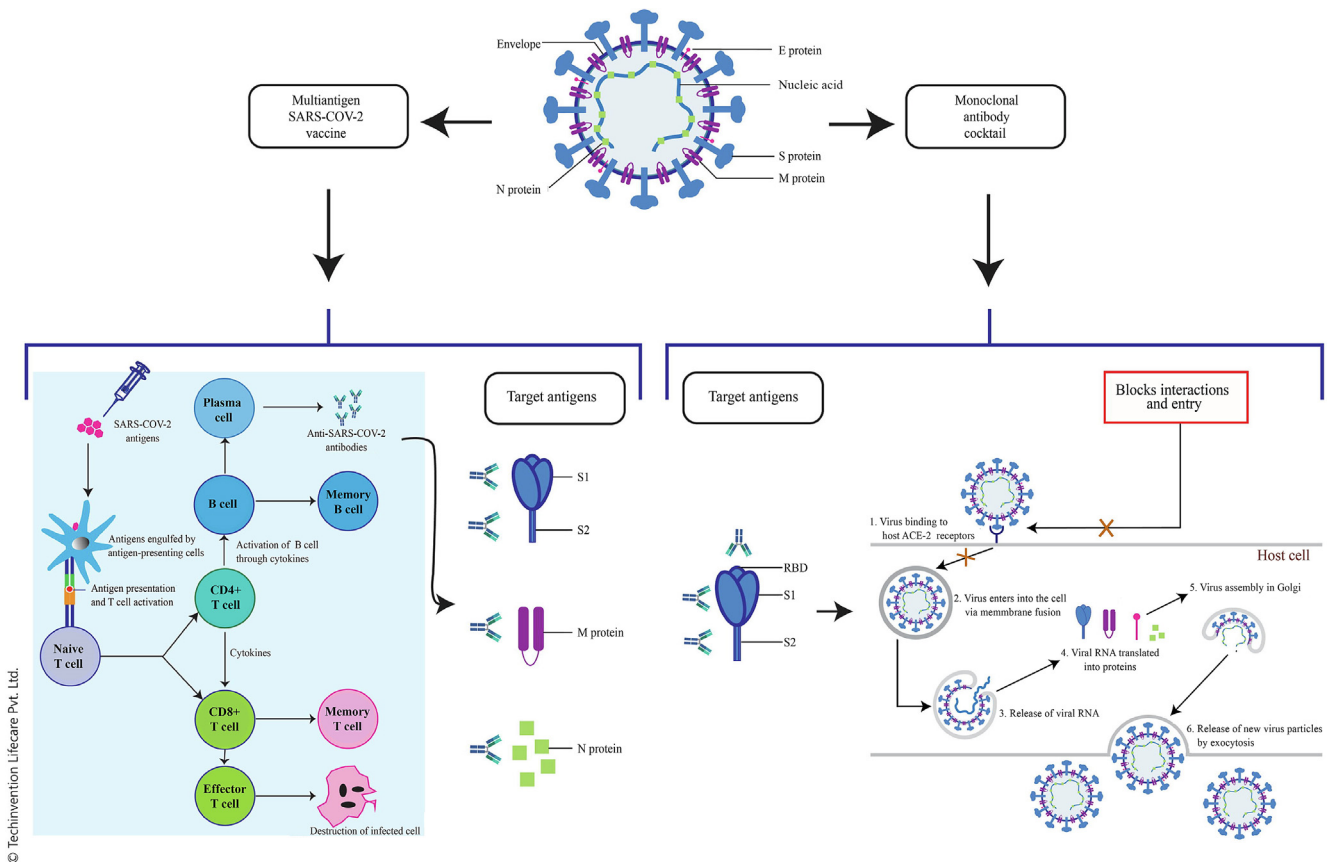 Envelope
E protein
Nucleic acid
Multiantigen
SARS-COV-2
vaccine
Monoclonal
antibody
cocktail
S protein
M protein
N protein
SARS-COV-2
antigens
Plasma
cell
Anti-SARS-COV-2
antibodies
B cell
Memory
B cell
Antigens engulfed by
antigen-presenting cells
Activation of B cell
through cytokines
Antigen presentation
and T cell activation
CD4+
T cell
Naive
T cell
Cytokines
CD8+
T cell
Memory
T cell
Effector
T cell
Destruction of infected cell
Target antigens
S1
S2
M protein
N protein
Target antigens
RBD
S1
S2
Blocks interactions
and entry
1. Virus binding to
host ACE-2 receptors
Host cell
2. Virus enters into the cell
via memmbrane fusion
3. Release of viral RNA
4. Viral RNA translated
into proteins
5. Virus assembly in Golgi
6. Release of new virus particles
by exocytosis
© Techinvention Lifecare Pvt. Ltd.